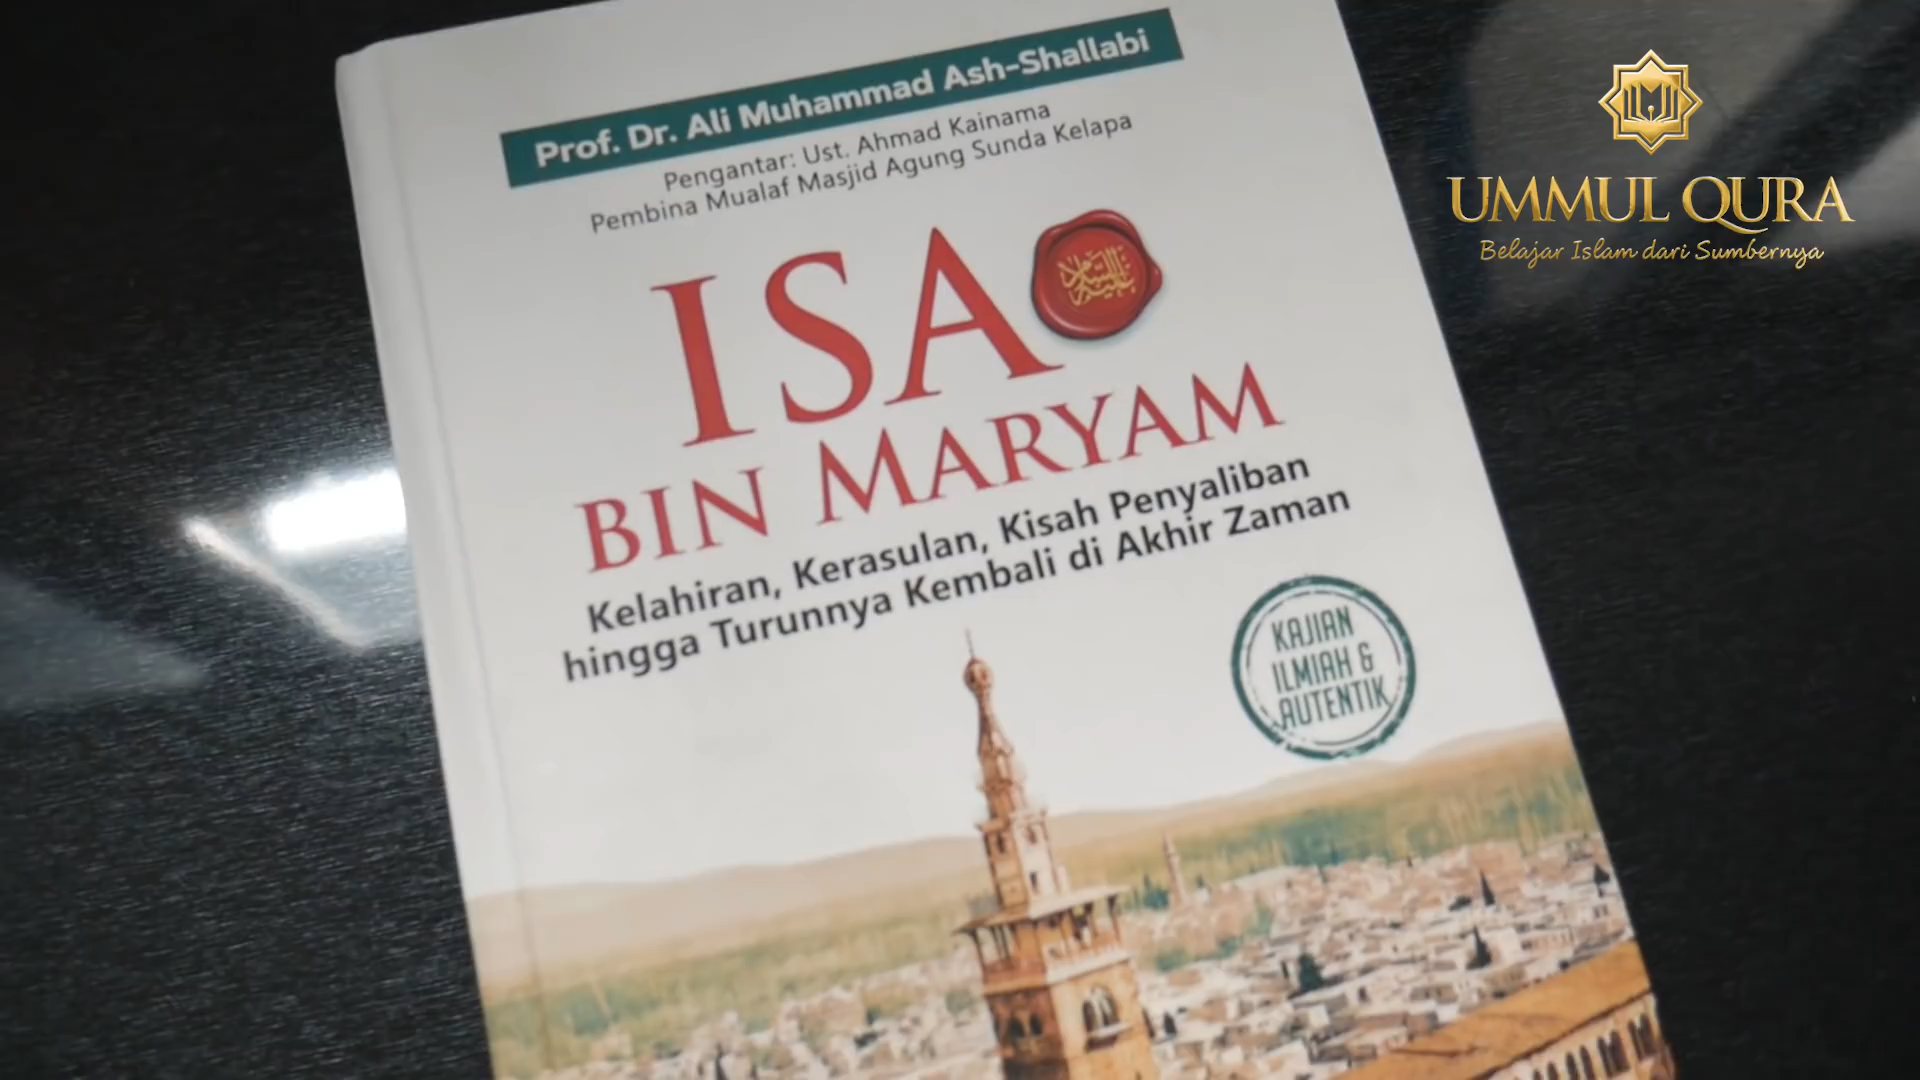 Prof. Dr. Ali Muhammad Ash-Shallabi
Pengantar: Ust. Ahmad Kainama
Pembina Mualaf Masjid Agung Sunda Kelapa
ISA
عليه السلام
BIN MARYAM
Kelahiran, Kerasulan, Kisah Penyaliban
hingga Turunnya Kembali di Akhir Zaman
KAJIAN
ILMIAH &
AUTENTIK
UMMUL QURA
Belajar Islam dari Sumbernya